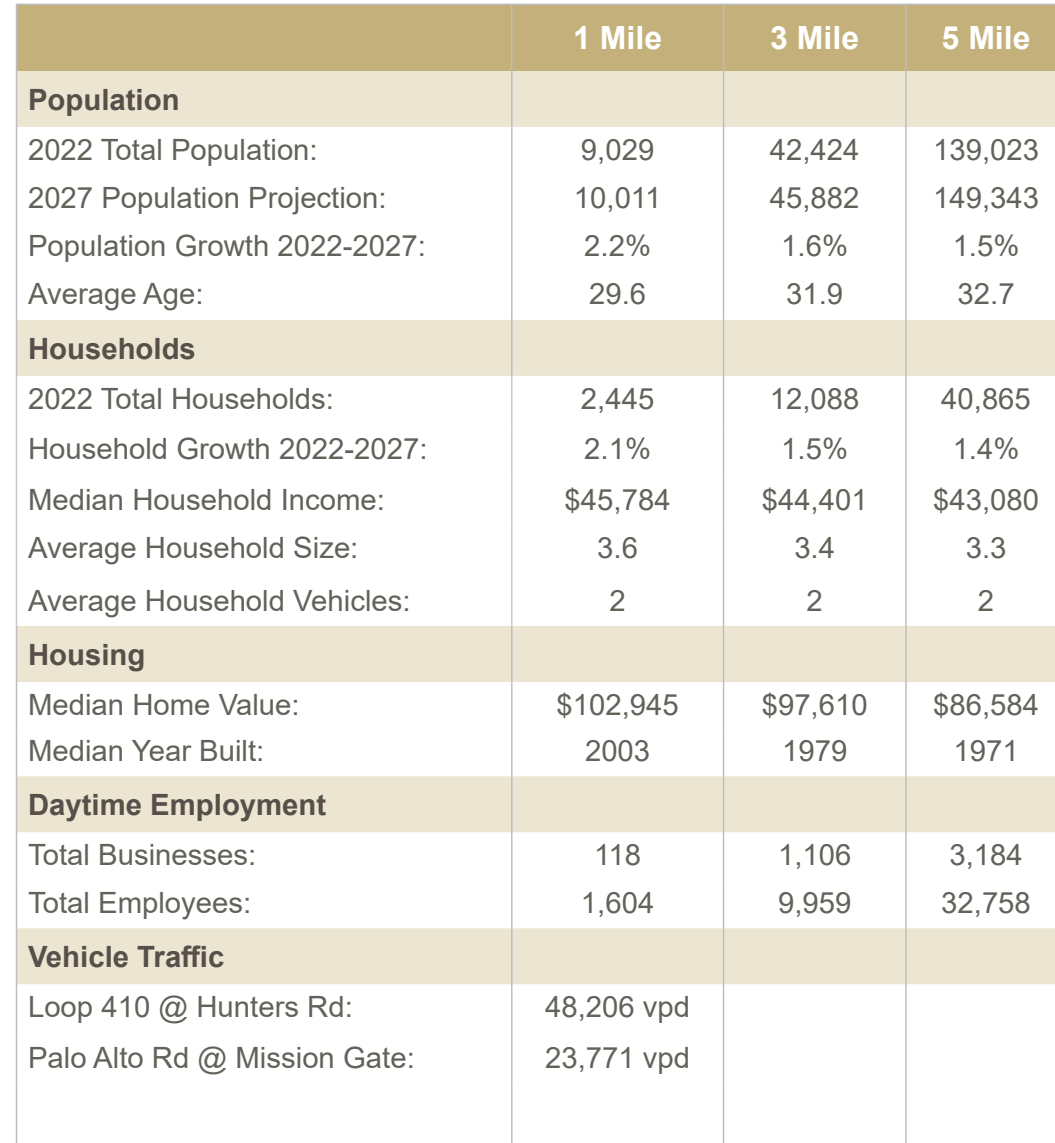 1 Mile 3 Mile 5 Mile
Population
2022 Total Population: 9,029 42,424 139,023
2027 Population Projection: 10,011 45,882 149,343
Population Growth 2022-2027: 2.2% 1.6% 1.5%
Average Age: 29.6 31.9 32.7
Households
2022 Total Households: 2,445 12,088 40,865
Household Growth 2022-2027: 2.1% 1.5% 1.4%
Median Household Income: $45,784 $44,401 $43,080
Average Household Size: 3.6 3.4 3.3
Average Household Vehicles: 2 2 2
Housing
Median Home Value: $102,945 $97,610 $86,584
Median Year Built: 2003 1979 1971
Daytime Employment
Total Businesses: 118 1,106 3,184
Total Employees: 1,604 9,959 32,758
Vehicle Traffic
Loop 410 @ Hunters Rd: 48,206 vpd
Palo Alto Rd @ Mission Gate: 23,771 vpd